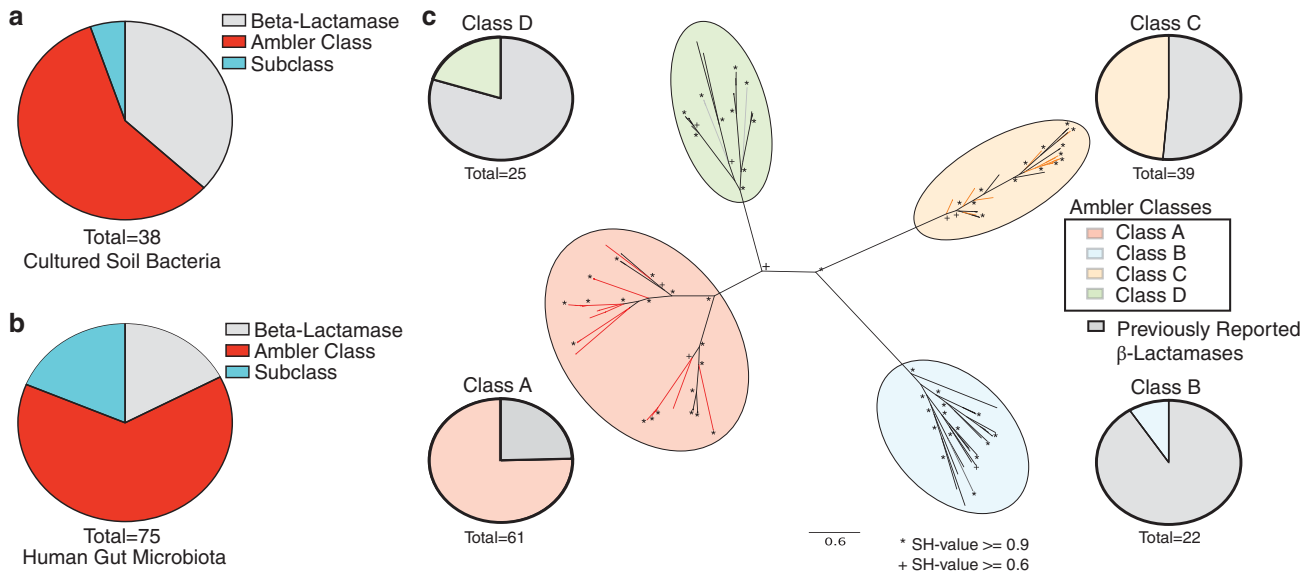 a
Beta-Lactamase
Ambler Class
Subclass
Total=38
Cultured Soil Bacteria
b
Beta-Lactamase
Ambler Class
Subclass
Total=75
Human Gut Microbiota
c
Class D
Total=25
Class C
Total=39
Ambler Classes
Class A
Class B
Class C
Class D
Previously Reported
β-Lactamases
Class A
Total=61
Class B
Total=22
0.6
* SH-value >= 0.9
+ SH-value >= 0.6